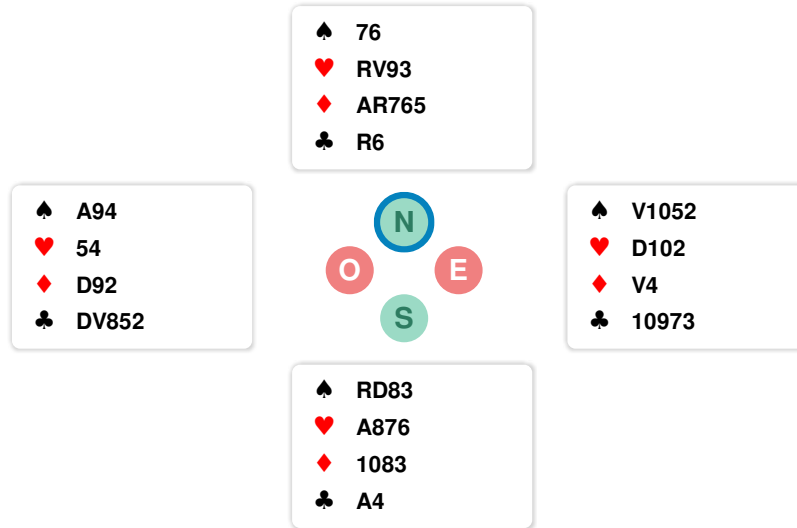 ♠ 76
♥ RV93
♦ AR765
♣ R6
♠ A94
♥ 54
♦ D92
♣ DV852
N
O E
S
♠ V1052
♥ D102
♦ V4
♣ 10973
♠ RD83
♥ A876
♦ 1083
♣ A4